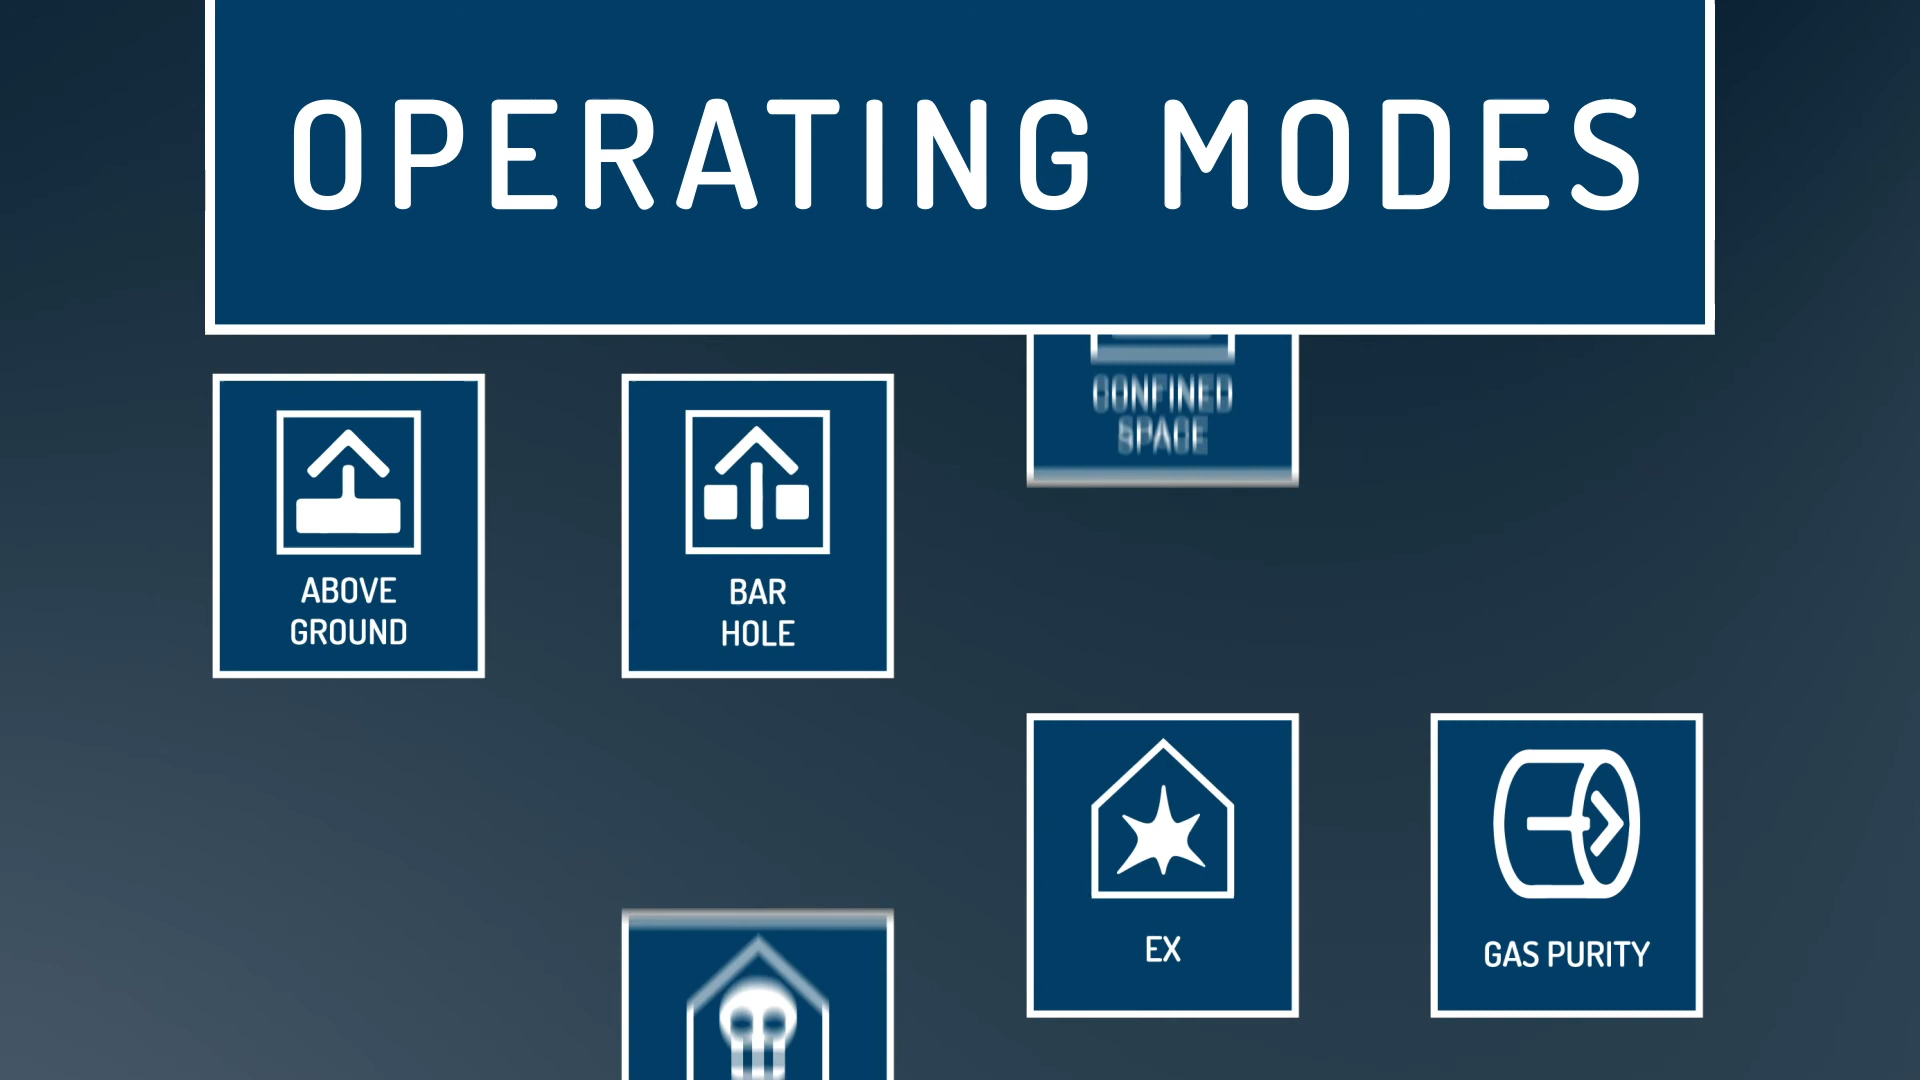 OPERATING MODES
ABOVE
GROUND
BAR
HOLE
CONFINED
SPACE
EX
GAS PURITY